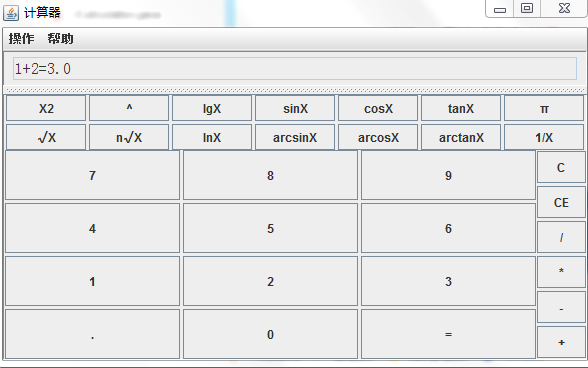 计算器
操作 帮助
1+2=3.0
X2 ^ lgX sinX cosX tanX π
√X n√X lnX arcsinX arcosX arctanX 1/X
7 8 9 C
CE
4 5 6 /
1 2 3 *
-
. 0 = +